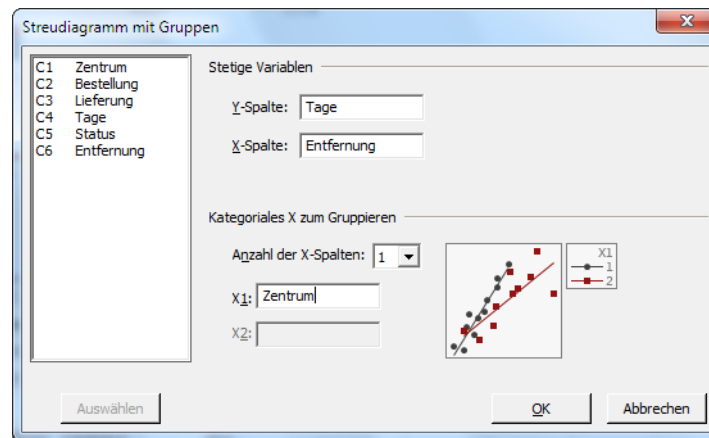 Streudiagramm mit Gruppen
C1 Zentrum
C2 Bestellung
C3 Lieferung
C4 Tage
C5 Status
C6 Entfernung
Stetige Variablen
Y-Spalte: Tage
X-Spalte: Entfernung
Kategoriales X zum Gruppieren
Anzahl der X-Spalten: 1
X1: Zentrum
X2:
X1
1
2
Auswählen
OK
Abbrechen